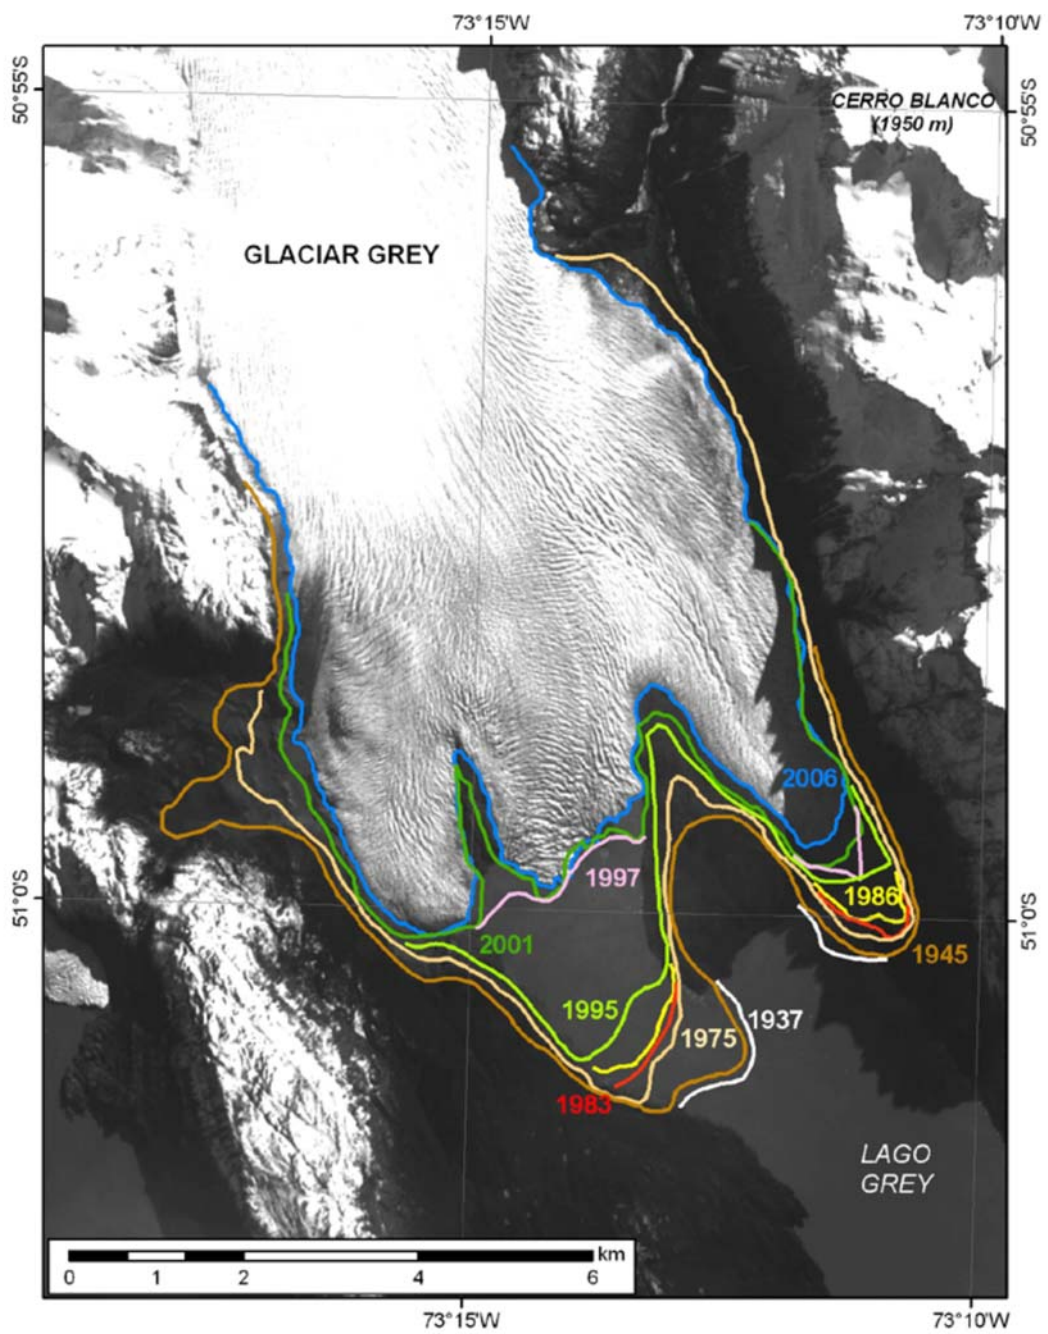 73°15'W
73°10'W
50°55'S
50°55'S
CERRO BLANCO
(1950 m)
GLACIAR GREY
2006
1997
1986
51°0'S
51°0'S
2001
1945
1995
1937
1975
1983
LAGO
GREY
km
0 1 2 4 6
73°15'W
73°10'W